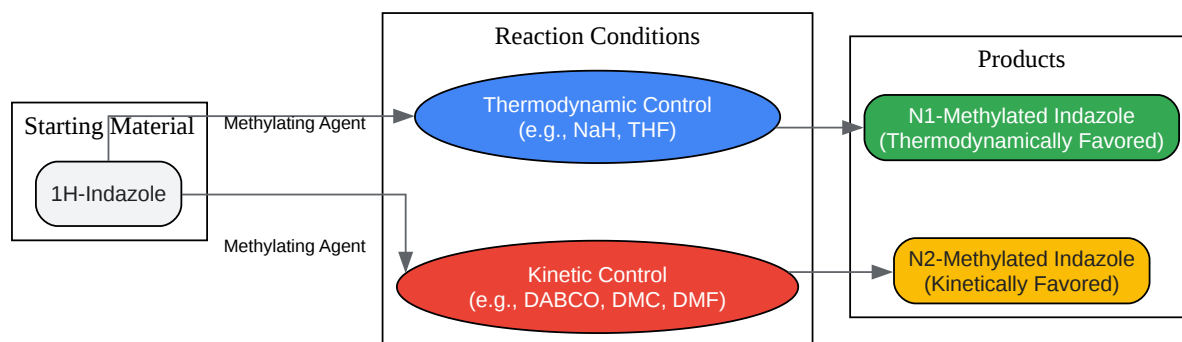 Starting Material
1H-Indazole
Methylating Agent
Methylating Agent
Reaction Conditions
Thermodynamic Control
(e.g., NaH, THF)
Kinetic Control
(e.g., DABCO, DMC, DMF)
Products
N1-Methylated Indazole
(Thermodynamically Favored)
N2-Methylated Indazole
(Kinetically Favored)